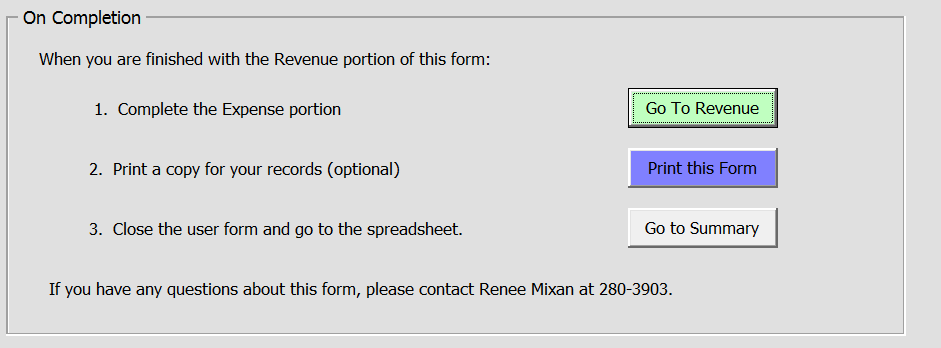 On Completion
When you are finished with the Revenue portion of this form:
1. Complete the Expense portion
Go To Revenue
2. Print a copy for your records (optional)
Print this Form
3. Close the user form and go to the spreadsheet.
Go to Summary
If you have any questions about this form, please contact Renee Mixan at 280-3903.